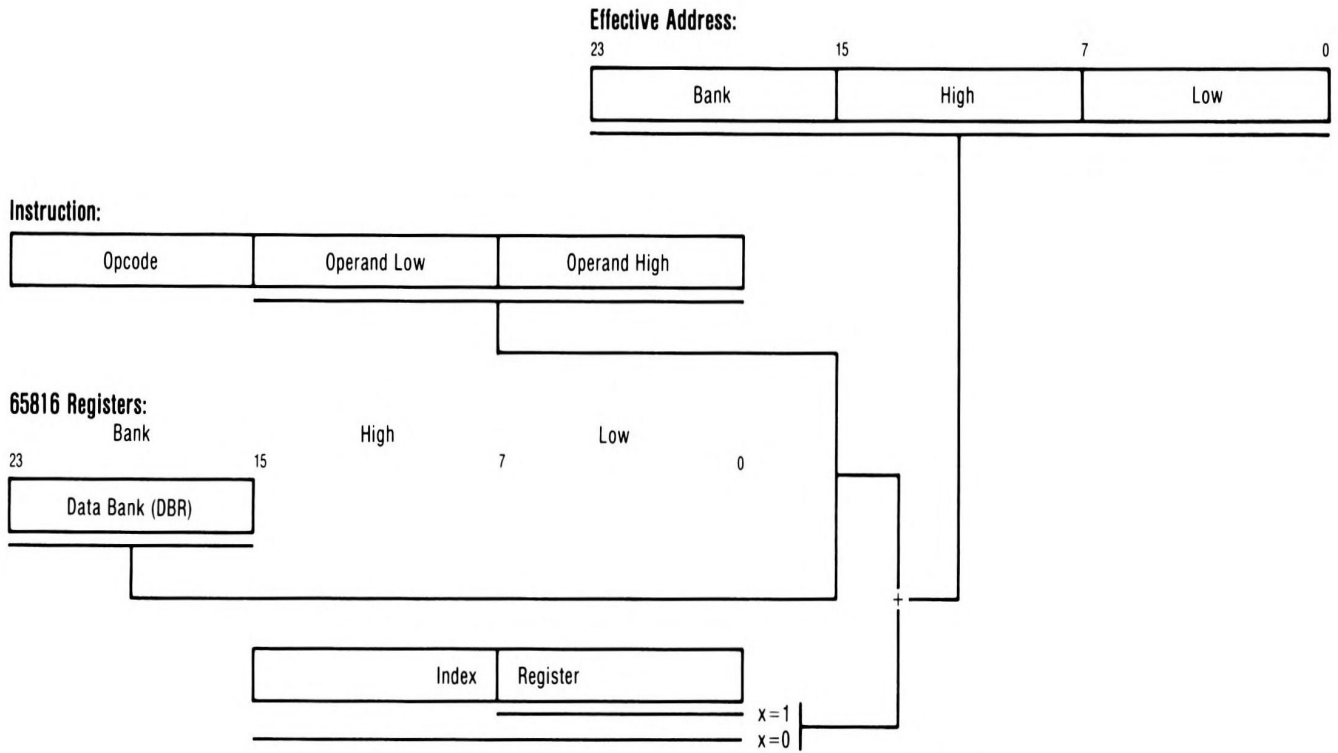 Effective Address:
23 15 7 0
Bank High Low
Instruction:
Opcode Operand Low Operand High
65816 Registers:
Bank High Low
23 15 7 0
Data Bank (DBR)
+
Index Register
x=1
x=0